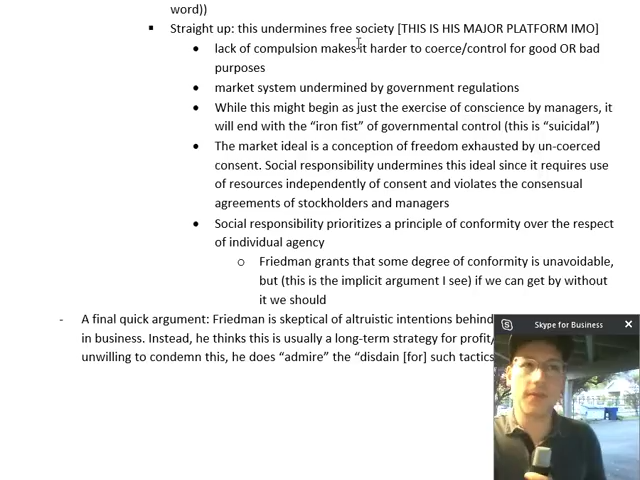 word))
▪ Straight up: this undermines free society [THIS IS HIS MAJOR PLATFORM IMO]
• lack of compulsion makes it harder to coerce/control for good OR bad
purposes
• market system undermined by government regulations
• While this might begin as just the exercise of conscience by managers, it
will end with the “iron fist” of governmental control (this is “suicidal”)
• The market ideal is a conception of freedom exhausted by un-coerced
consent. Social responsibility undermines this ideal since it requires use
of resources independently of consent and violates the consensual
agreements of stockholders and managers
• Social responsibility prioritizes a principle of conformity over the respect
of individual agency
o Friedman grants that some degree of conformity is unavoidable,
but (this is the implicit argument I see) if we can get by without
it we should
- A final quick argument: Friedman is skeptical of altruistic intentions behind
in business. Instead, he thinks this is usually a long-term strategy for profit/
unwilling to condemn this, he does “admire” the “disdain [for] such tactics
Skype for Business